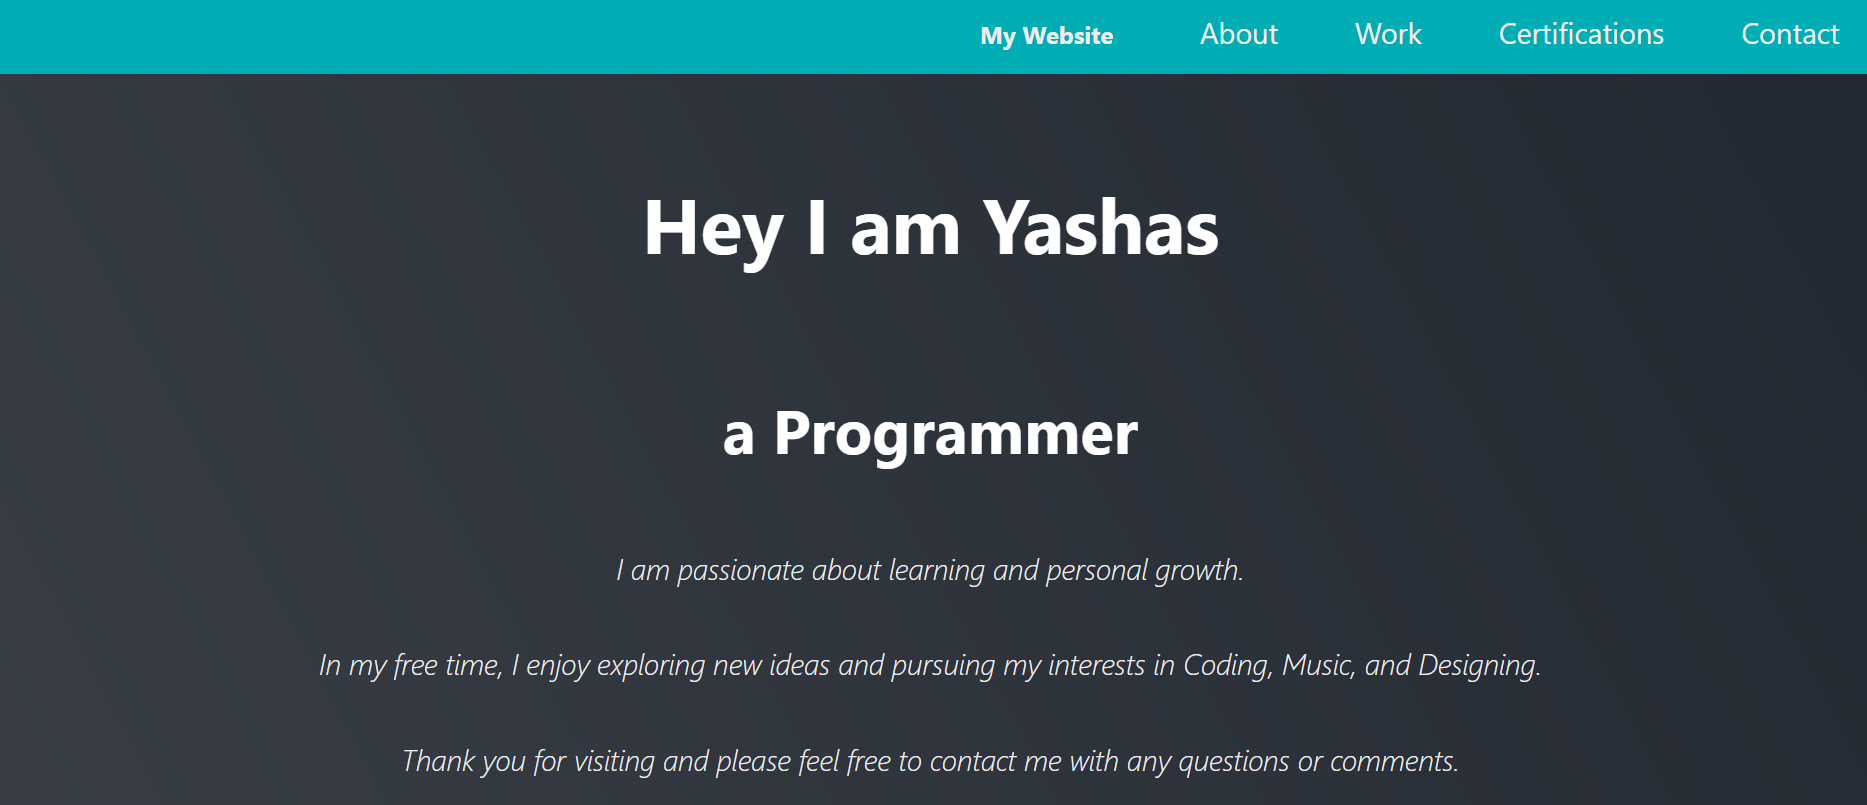 My Website About Work Certifications Contact
Hey I am Yashas
a Programmer
I am passionate about learning and personal growth.
In my free time, I enjoy exploring new ideas and pursuing my interests in Coding, Music, and Designing.
Thank you for visiting and please feel free to contact me with any questions or comments.